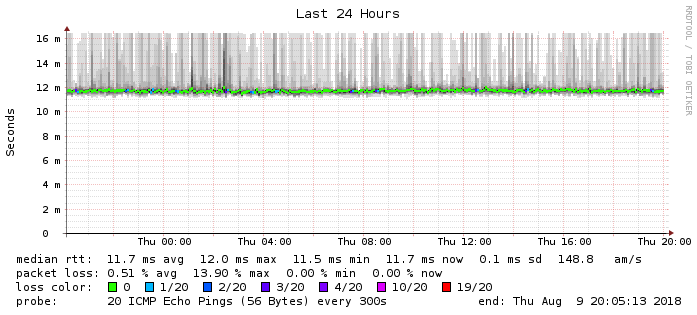 Last 24 Hours
RRDTOOL / TOBI OETIKER
Seconds
16 m
14 m
12 m
10 m
8 m
6 m
4 m
2 m
0
Thu 00:00 Thu 04:00 Thu 08:00 Thu 12:00 Thu 16:00 Thu 20:00
median rtt: 11.7 ms avg 12.0 ms max 11.5 ms min 11.7 ms now 0.1 ms sd 148.8 am/s
packet loss: 0.51 % avg 13.90 % max 0.00 % min 0.00 % now
loss color: 0 1/20 2/20 3/20 4/20 10/20 19/20
probe: 20 ICMP Echo Pings (56 Bytes) every 300s end: Thu Aug 9 20:05:13 2018